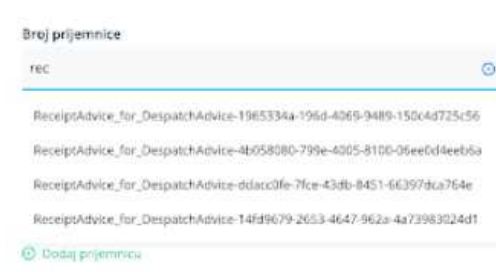 Broj prijemnice
rec
ReceiptAdvice_for_DespatchAdvice-1965334a-196d-4069-9489-150c4d725c56
ReceiptAdvice_for_DespatchAdvice-4b058080-799e-4005-8100-06ee0d4eeb6a
ReceiptAdvice_for_DespatchAdvice-dclacc0fe-7fce-43db-8451-66397dca764e
ReceiptAdvice_for_DespatchAdvice-14fd9679-2653-4647-962a-4a73983024d1
Dodaj prijemnicu